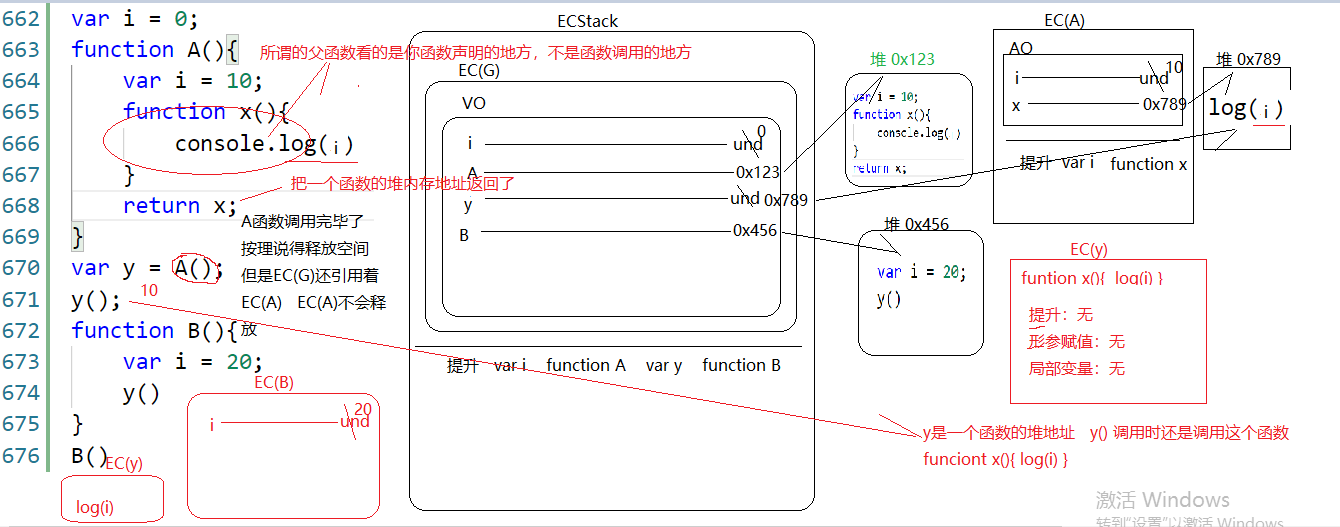 662 var i = 0;
663 function A(){
664 var i = 10;
665 function x(){
666 console.log(i)
667 }
668 return x;
669 }
670 var y = A();
671 y();
672 function B(){
673 var i = 20;
674 y()
675 }
676 B()
所谓的父函数看的是你函数声明的地方，不是函数调用的地方
把一个函数的堆内存地址返回了
A函数调用完毕了
按理说得释放空间
但是EC(G)还引用着
EC(A) EC(A)不会释
放
10
EC(B)
20
i und
EC(y)
log(i)
ECStack
EC(G)
VO
0
i und
A 0x123
y und 0x789
B 0x456
提升 var i function A var y function B
堆 0x123
var i = 10;
function x(){
console.log( )
}
return x;
堆 0x456
var i = 20;
y()
EC(A)
AO
10
i und
x 0x789
提升 var i function x
堆 0x789
log(i)
EC(y)
funtion x(){ log(i) }
提升：无
形参赋值：无
局部变量：无
y是一个函数的堆地址 y() 调用时还是调用这个函数
funciont x(){ log(i) }
激活 Windows
转到"设置"以激活 Windows